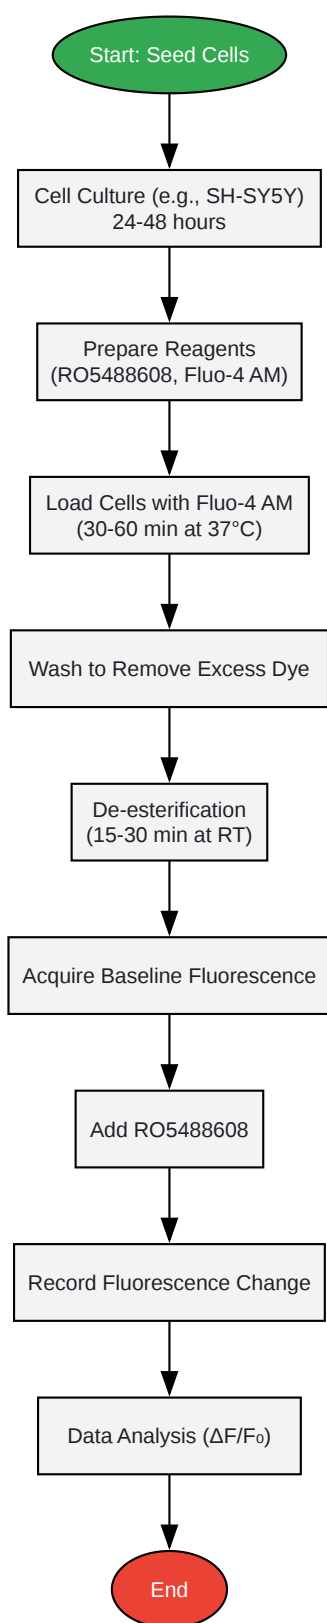 Start: Seed Cells
Cell Culture (e.g., SH-SY5Y)
24-48 hours
Prepare Reagents
(RO5488608, Fluo-4 AM)
Load Cells with Fluo-4 AM
(30-60 min at 37°C)
Wash to Remove Excess Dye
De-esterification
(15-30 min at RT)
Acquire Baseline Fluorescence
Add RO5488608
Record Fluorescence Change
Data Analysis (ΔF/F₀)
End